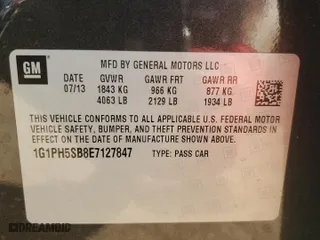 GM
MFD BY GENERAL MOTORS LLC
DATE GVWR GAWR FRT GAWR RR
07/13 1843 KG 966 KG 877 KG
4063 LB 2129 LB 1934 LB
THIS VEHICLE CONFORMS TO ALL APPLICABLE U.S. FEDERAL MOTOR
VEHICLE SAFETY, BUMPER, AND THEFT PREVENTION STANDARDS
IN EFFECT ON THE DATE OF MANUFACTURE SHOWN ABOVE.
1G1PH5SB8E7127847 TYPE: PASS CAR